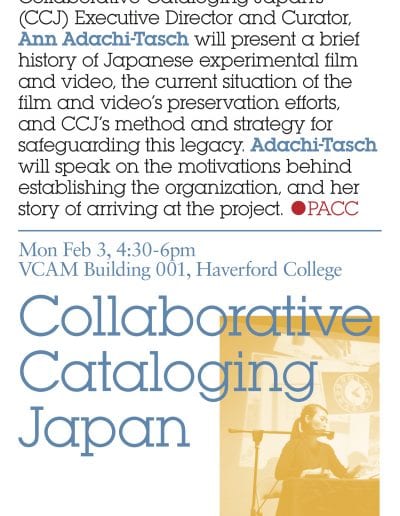 Collaborative Cataloging Japan's
(CCJ) Executive Director and Curator,
Ann Adachi-Tasch will present a brief
history of Japanese experimental film
and video, the current situation of the
film and video's preservation efforts,
and CCJ's method and strategy for
safeguarding this legacy. Adachi-Tasch
will speak on the motivations behind
establishing the organization, and her
story of arriving at the project. ●PACC
Mon Feb 3, 4:30-6pm
VCAM Building 001, Haverford College
Collaborative
Cataloging
Japan